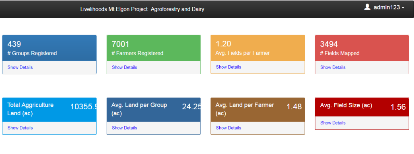 Livelihoods Mt Elgon Project: Agroforestry and Dairy
admin123
439
# Groups Registered
Show Details
7001
# Farmers Registered
Show Details
1.20
Avg. Fields per Farmer
Show Details
3494
# Fields Mapped
Show Details
Total Aggriculture Land (ac)
10355.
Show Details
Avg. Land per Group (ac)
24.25
Show Details
Avg. Land per Farmer (ac)
1.48
Show Details
Avg. Field Size (ac)
1.56
Show Details